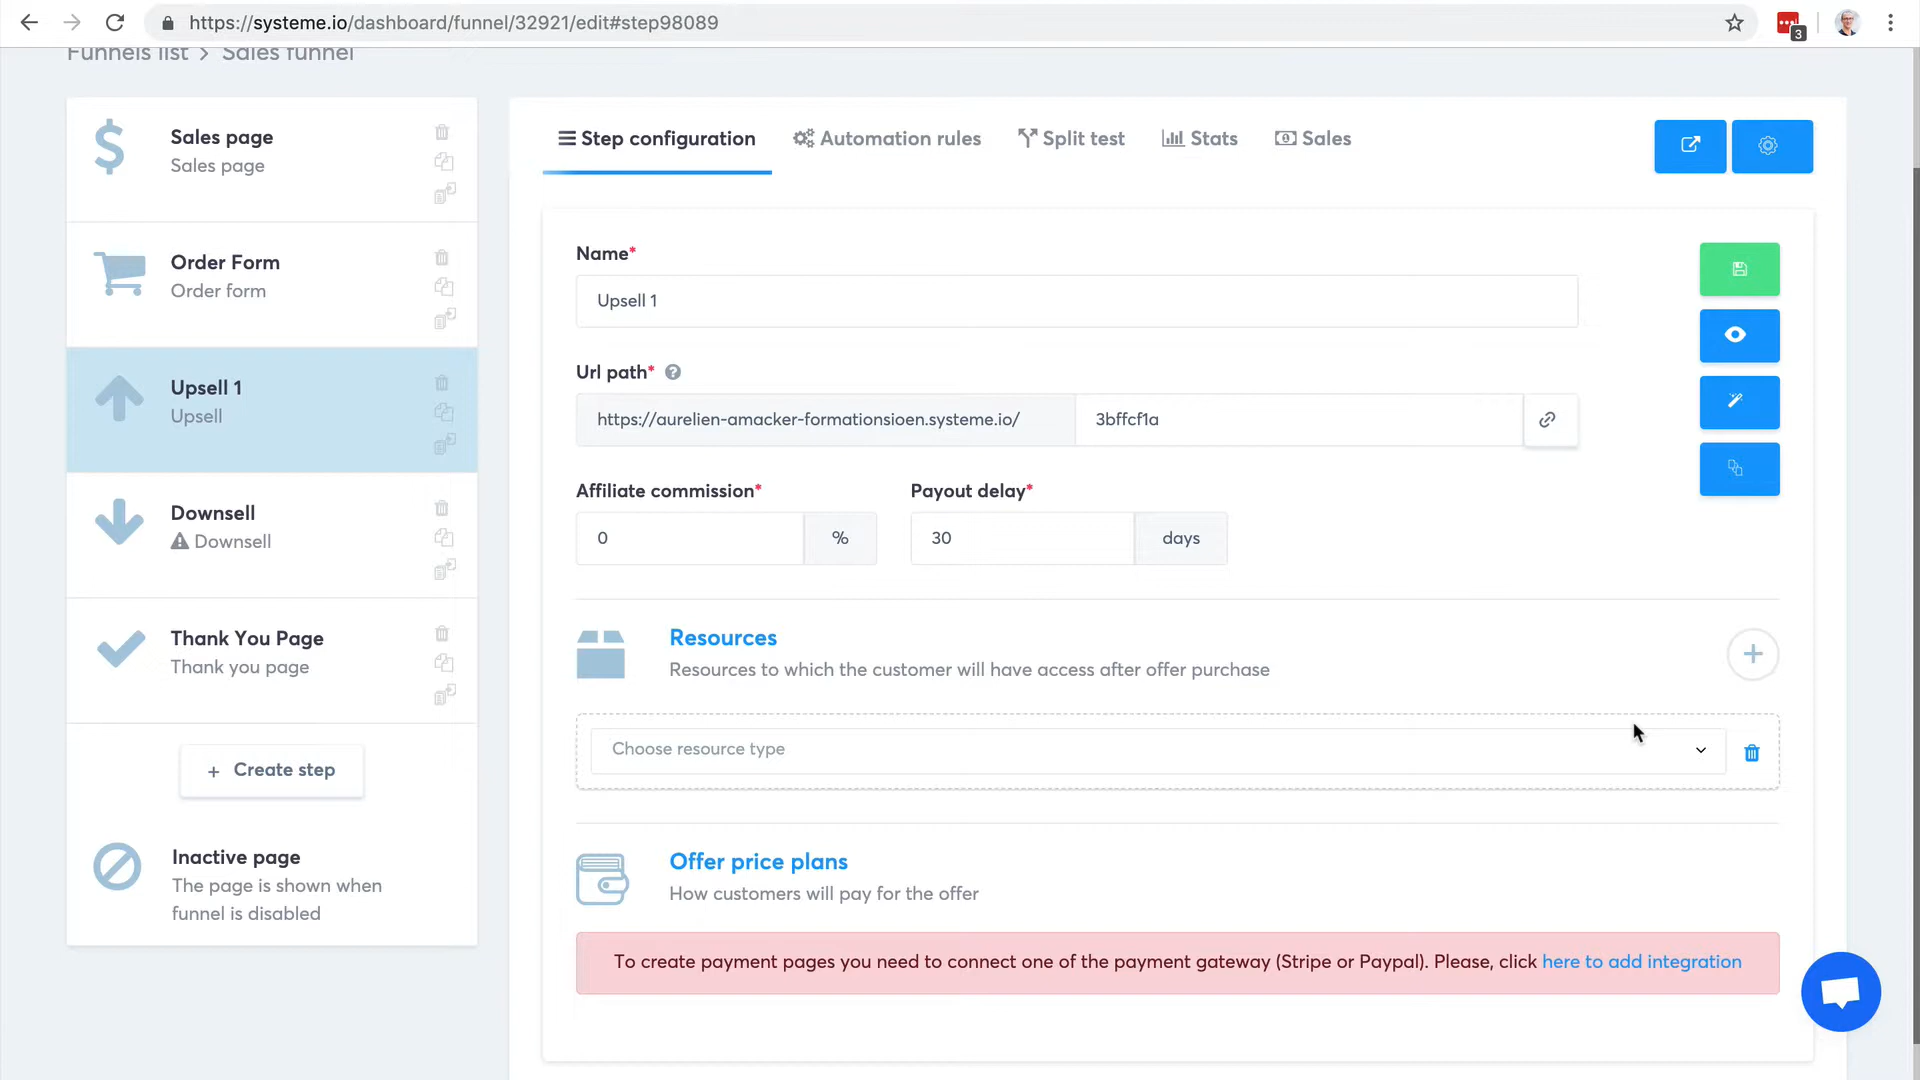 https://systeme.io/dashboard/funnel/32921/edit#step98089
3
Funnels list > Sales funnel
Sales page
Sales page
Order Form
Order form
Upsell 1
Upsell
Downsell
Downsell
Thank You Page
Thank you page
+ Create step
Inactive page
The page is shown when
funnel is disabled
Step configuration
Automation rules
Split test
Stats
Sales
Name*
Upsell 1
Url path* ?
https://aurelien-amacker-formationsioen.systeme.io/
3bffcf1a
Affiliate commission*
Payout delay*
0 %
30 days
Resources
Resources to which the customer will have access after offer purchase
Choose resource type
Offer price plans
How customers will pay for the offer
To create payment pages you need to connect one of the payment gateway (Stripe or Paypal). Please, click here to add integration